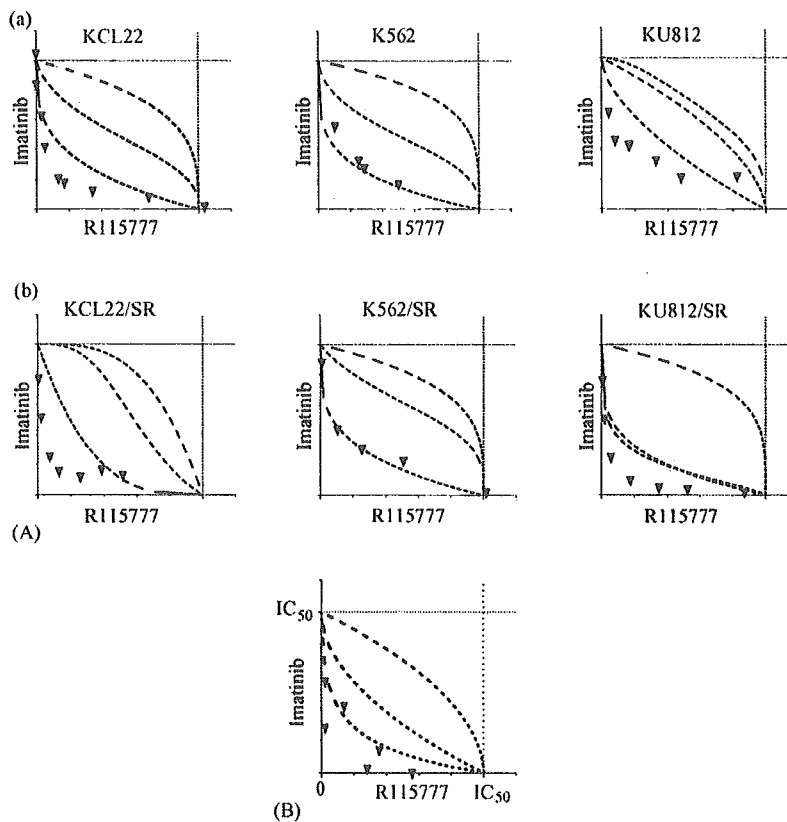 (a)
KCL22 K562 KU812
Imatinib Imatinib Imatinib
R115777 R115777 R115777
(b)
KCL22/SR K562/SR KU812/SR
Imatinib Imatinib Imatinib
R115777 R115777 R115777
(A)
IC50
Imatinib
0 R115777 IC50
(B)